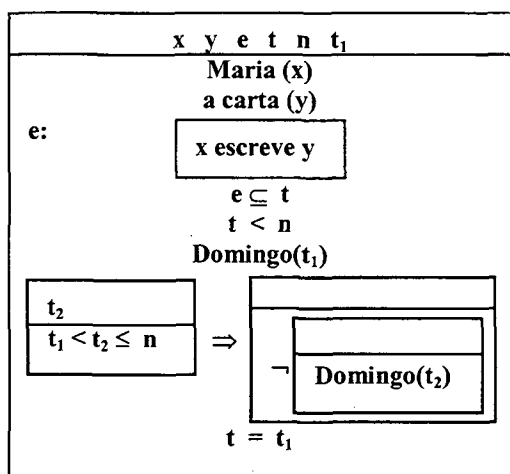 x y e t n t₁
Maria (x)
a carta (y)
e:
x escreve y
e ⊆ t
t < n
Domingo(t₁)
t₂
t₁ < t₂ ≤ n
⇒
¬
Domingo(t₂)
t = t₁